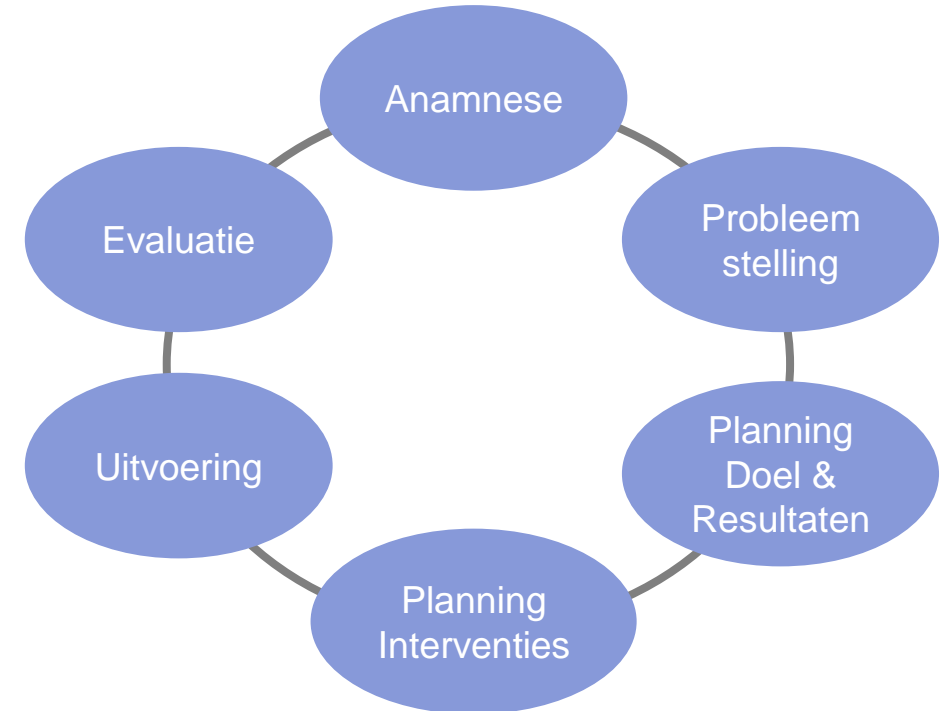 Anamnese
Probleem
stelling
Planning
Doel &
Resultaten
Planning
Interventies
Uitvoering
Evaluatie